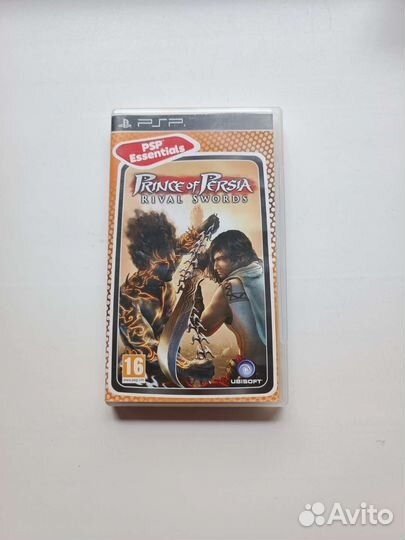 PSP
PSP Essentials
PRINCE OF PERSIA
RIVAL SWORDS
16
UBISOFT
Avito